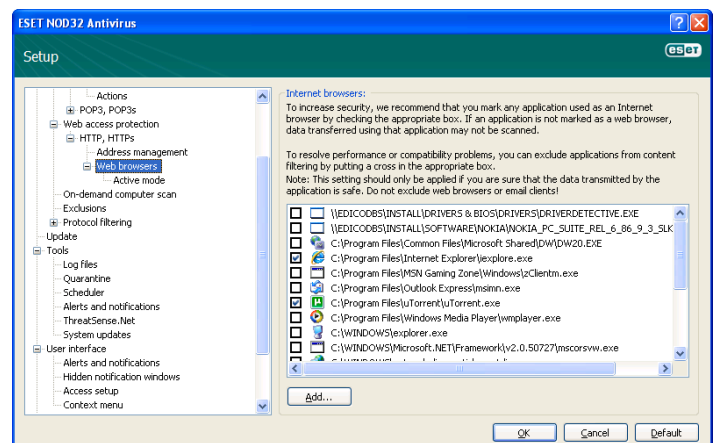 ESET NOD32 Antivirus
Setup
eseT
Actions
POP3, POP3s
Web access protection
HTTP, HTTPs
Address management
Web browsers
Active mode
On-demand computer scan
Exclusions
Protocol filtering
Update
Tools
Log files
Quarantine
Scheduler
Alerts and notifications
ThreatSense.Net
System updates
User interface
Alerts and notifications
Hidden notification windows
Access setup
Context menu
Internet browsers:
To increase security, we recommend that you mark any application used as an Internet
browser by checking the appropriate box. If an application is not marked as a web browser,
data transferred using that application may not be scanned.
To resolve performance or compatibility problems, you can exclude applications from content
filtering by putting a cross in the appropriate box.
Note: This setting should only be applied if you are sure that the data transmitted by the
application is safe. Do not exclude web browsers or email clients!
\\EDICODBS\INSTALL\DRIVERS & BIOS\DRIVERS\DRIVERDETECTIVE.EXE
\\EDICODBS\INSTALL\SOFTWARE\NOKIA\NOKIA_PC_SUITE_REL_6_86_9_3_SLK
C:\Program Files\Common Files\Microsoft Shared\DW\DW20.EXE
C:\Program Files\Internet Explorer\iexplore.exe
C:\Program Files\MSN Gaming Zone\Windows\zClientm.exe
C:\Program Files\Outlook Express\msimn.exe
C:\Program Files\uTorrent\uTorrent.exe
C:\Program Files\Windows Media Player\wmplayer.exe
C:\WINDOWS\explorer.exe
C:\WINDOWS\Microsoft.NET\Framework\v2.0.50727\mscorsvw.exe
Add...
OK
Cancel
Default